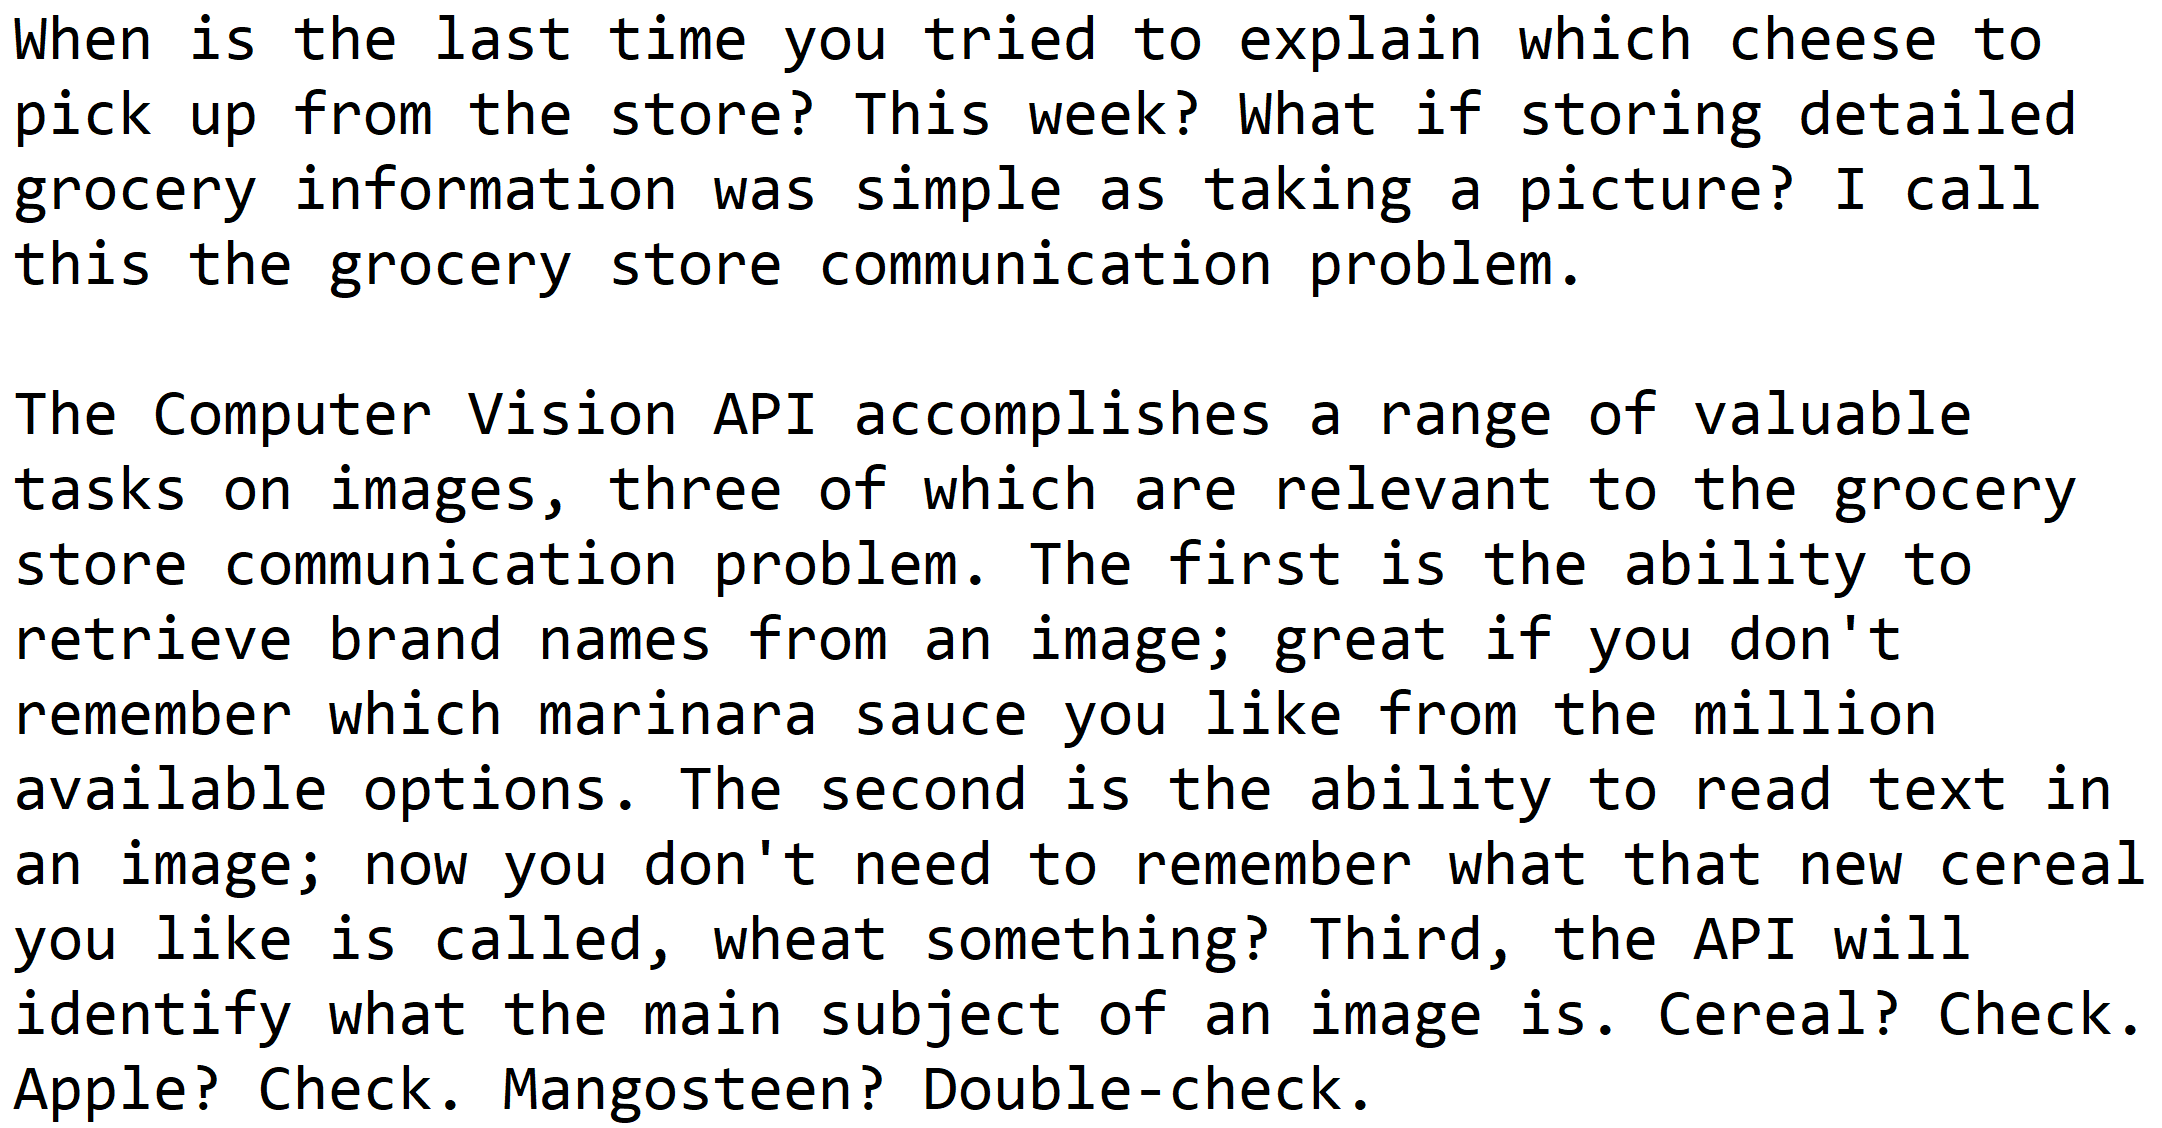 When is the last time you tried to explain which cheese to
pick up from the store? This week? What if storing detailed
grocery information was simple as taking a picture? I call
this the grocery store communication problem.

The Computer Vision API accomplishes a range of valuable
tasks on images, three of which are relevant to the grocery
store communication problem. The first is the ability to
retrieve brand names from an image; great if you don't
remember which marinara sauce you like from the million
available options. The second is the ability to read text in
an image; now you don't need to remember what that new cereal
you like is called, wheat something? Third, the API will
identify what the main subject of an image is. Cereal? Check.
Apple? Check. Mangosteen? Double-check.